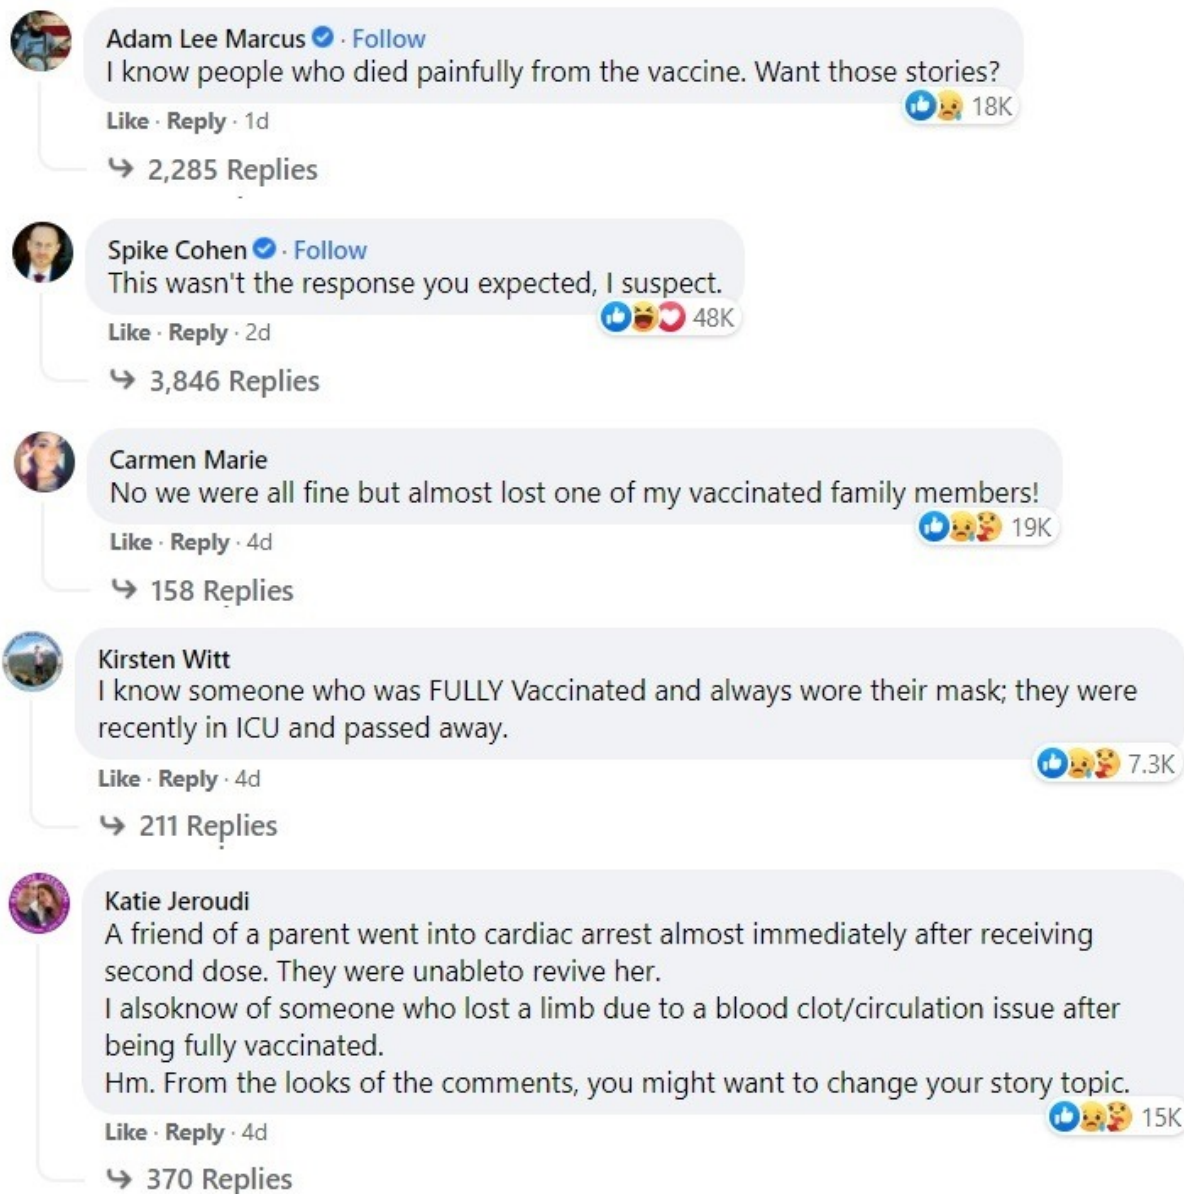 Adam Lee Marcus · Follow
I know people who died painfully from the vaccine. Want those stories?
18K
Like · Reply · 1d
2,285 Replies
Spike Cohen · Follow
This wasn't the response you expected, I suspect.
48K
Like · Reply · 2d
3,846 Replies
Carmen Marie
No we were all fine but almost lost one of my vaccinated family members!
19K
Like · Reply · 4d
158 Replies
Kirsten Witt
I know someone who was FULLY Vaccinated and always wore their mask; they were
recently in ICU and passed away.
7.3K
Like · Reply · 4d
211 Replies
Katie Jeroudi
A friend of a parent went into cardiac arrest almost immediately after receiving
second dose. They were unableto revive her.
I alsoknow of someone who lost a limb due to a blood clot/circulation issue after
being fully vaccinated.
Hm. From the looks of the comments, you might want to change your story topic.
15K
Like · Reply · 4d
370 Replies